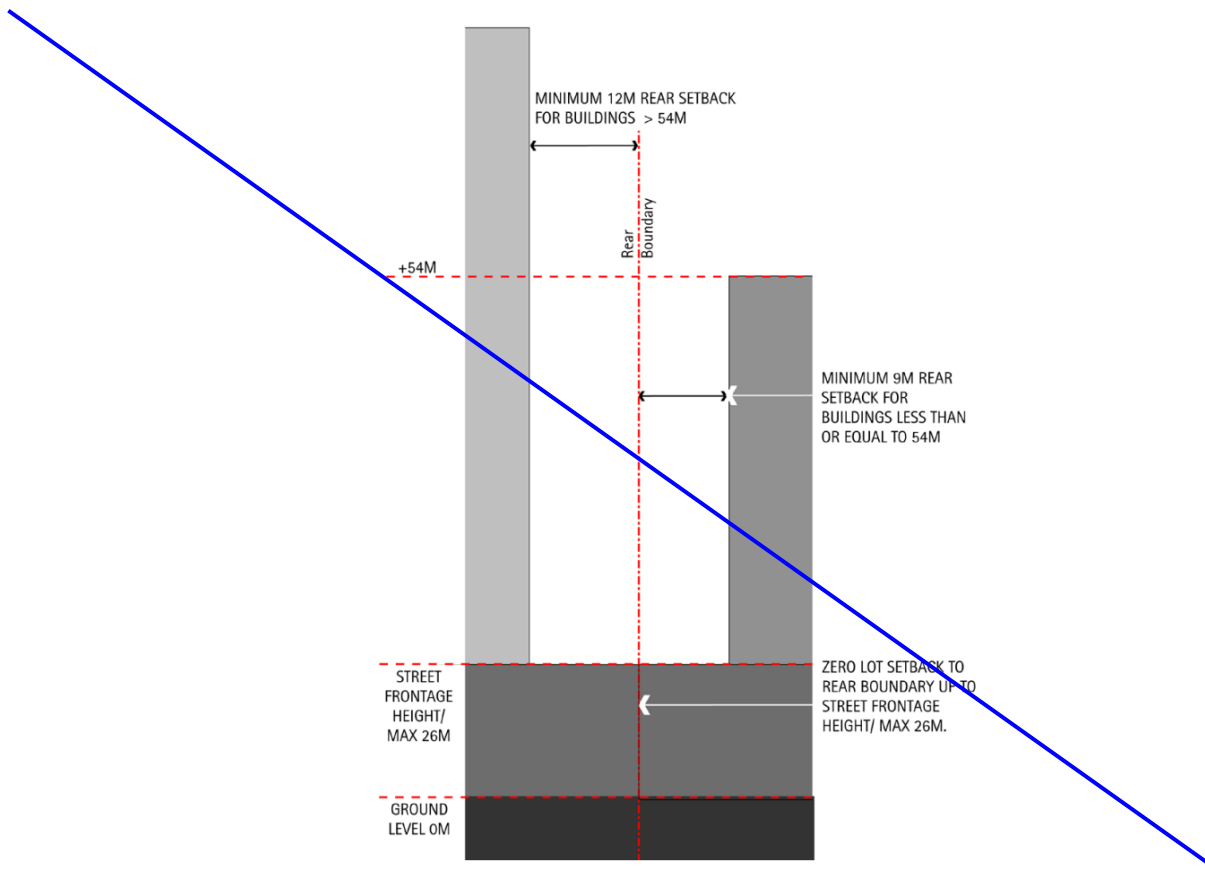 MINIMUM 12M REAR SETBACK
FOR BUILDINGS > 54M
Rear
Boundary
+54M
MINIMUM 9M REAR
SETBACK FOR
BUILDINGS LESS THAN
OR EQUAL TO 54M
STREET
FRONTAGE
HEIGHT/
MAX 26M
ZERO LOT SETBACK TO
REAR BOUNDARY UP TO
STREET FRONTAGE
HEIGHT/ MAX 26M.
GROUND
LEVEL 0M